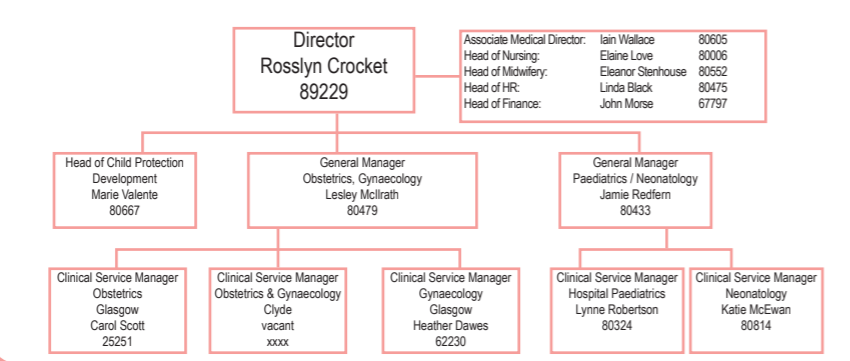 Director
Rosslyn Crocket
89229
Associate Medical Director: Iain Wallace 80605
Head of Nursing: Elaine Love 80006
Head of Midwifery: Eleanor Stenhouse 80552
Head of HR: Linda Black 80475
Head of Finance: John Morse 67797
Head of Child Protection
Development
Marie Valente
80667
General Manager
Obstetrics, Gynaecology
Lesley McIlrath
80479
General Manager
Paediatrics / Neonatology
Jamie Redfern
80433
Clinical Service Manager
Obstetrics
Glasgow
Carol Scott
25251
Clinical Service Manager
Obstetrics & Gynaecology
Clyde
vacant
xxxx
Clinical Service Manager
Gynaecology
Glasgow
Heather Dawes
62230
Clinical Service Manager
Hospital Paediatrics
Lynne Robertson
80324
Clinical Service Manager
Neonatology
Katie McEwan
80814